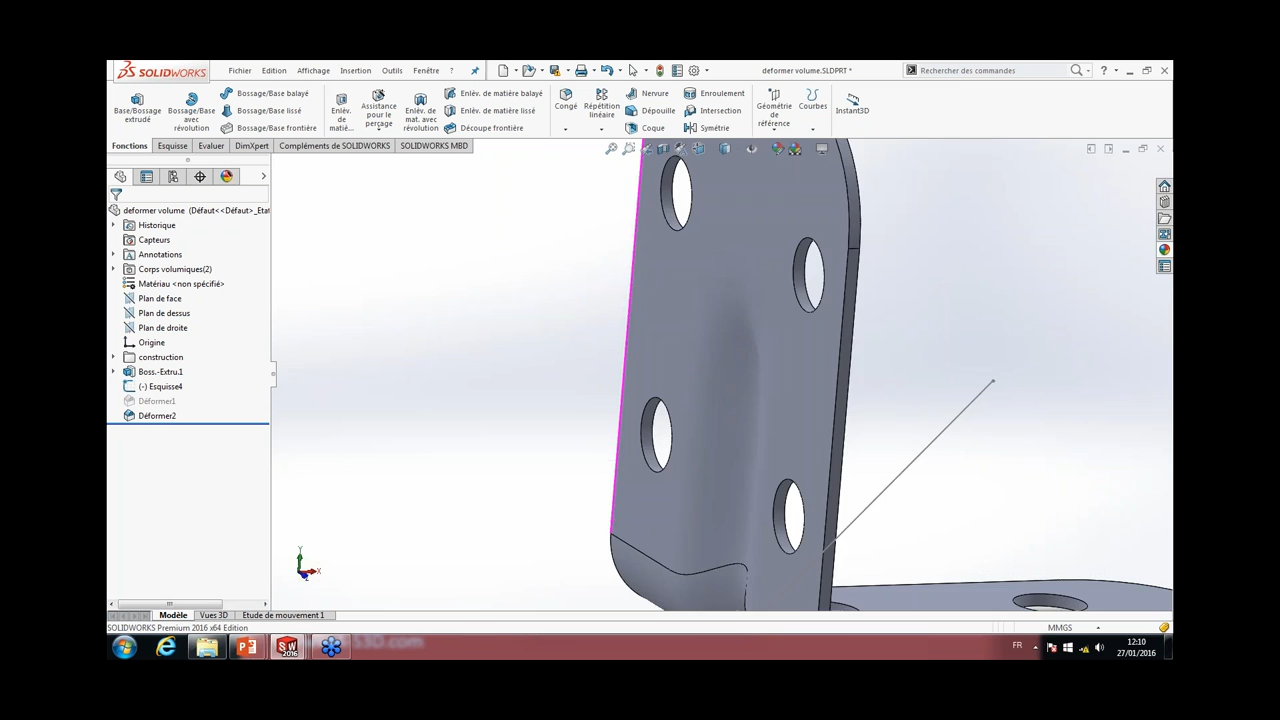 SOLIDWORKS
Fichier Edition Affichage Insertion Outils Fenêtre ?
deformer volume.SLDPRT *
Rechercher des commandes
Base/Bossage extrudé
Bossage/Base avec révolution
Bossage/Base balayé
Bossage/Base lissé
Bossage/Base frontière
Enlèv. de matiè...
Assistance pour le perçage
Enlèv. de mat. avec révolution
Enlèv. de matière balayé
Enlèv. de matière lissé
Découpe frontière
Congé
Répétition linéaire
Nervure
Dépouille
Coque
Enroulement
Intersection
Symétrie
Géométrie de référence
Courbes
Instant3D
Fonctions Esquisse Evaluer DimXpert Compléments de SOLIDWORKS SOLIDWORKS MBD
deformer volume (Défaut<<Défaut>_Etat
Historique
Capteurs
Annotations
Corps volumiques(2)
Matériau <non spécifié>
Plan de face
Plan de dessus
Plan de droite
Origine
construction
Boss.-Extru.1
(-) Esquisse4
Déformer1
Déformer2
Y
X
Modèle Vues 3D Etude de mouvement 1
SOLIDWORKS Premium 2016 x64 Edition
MMGS
SW 2016
3D.com
FR
12:10
27/01/2016